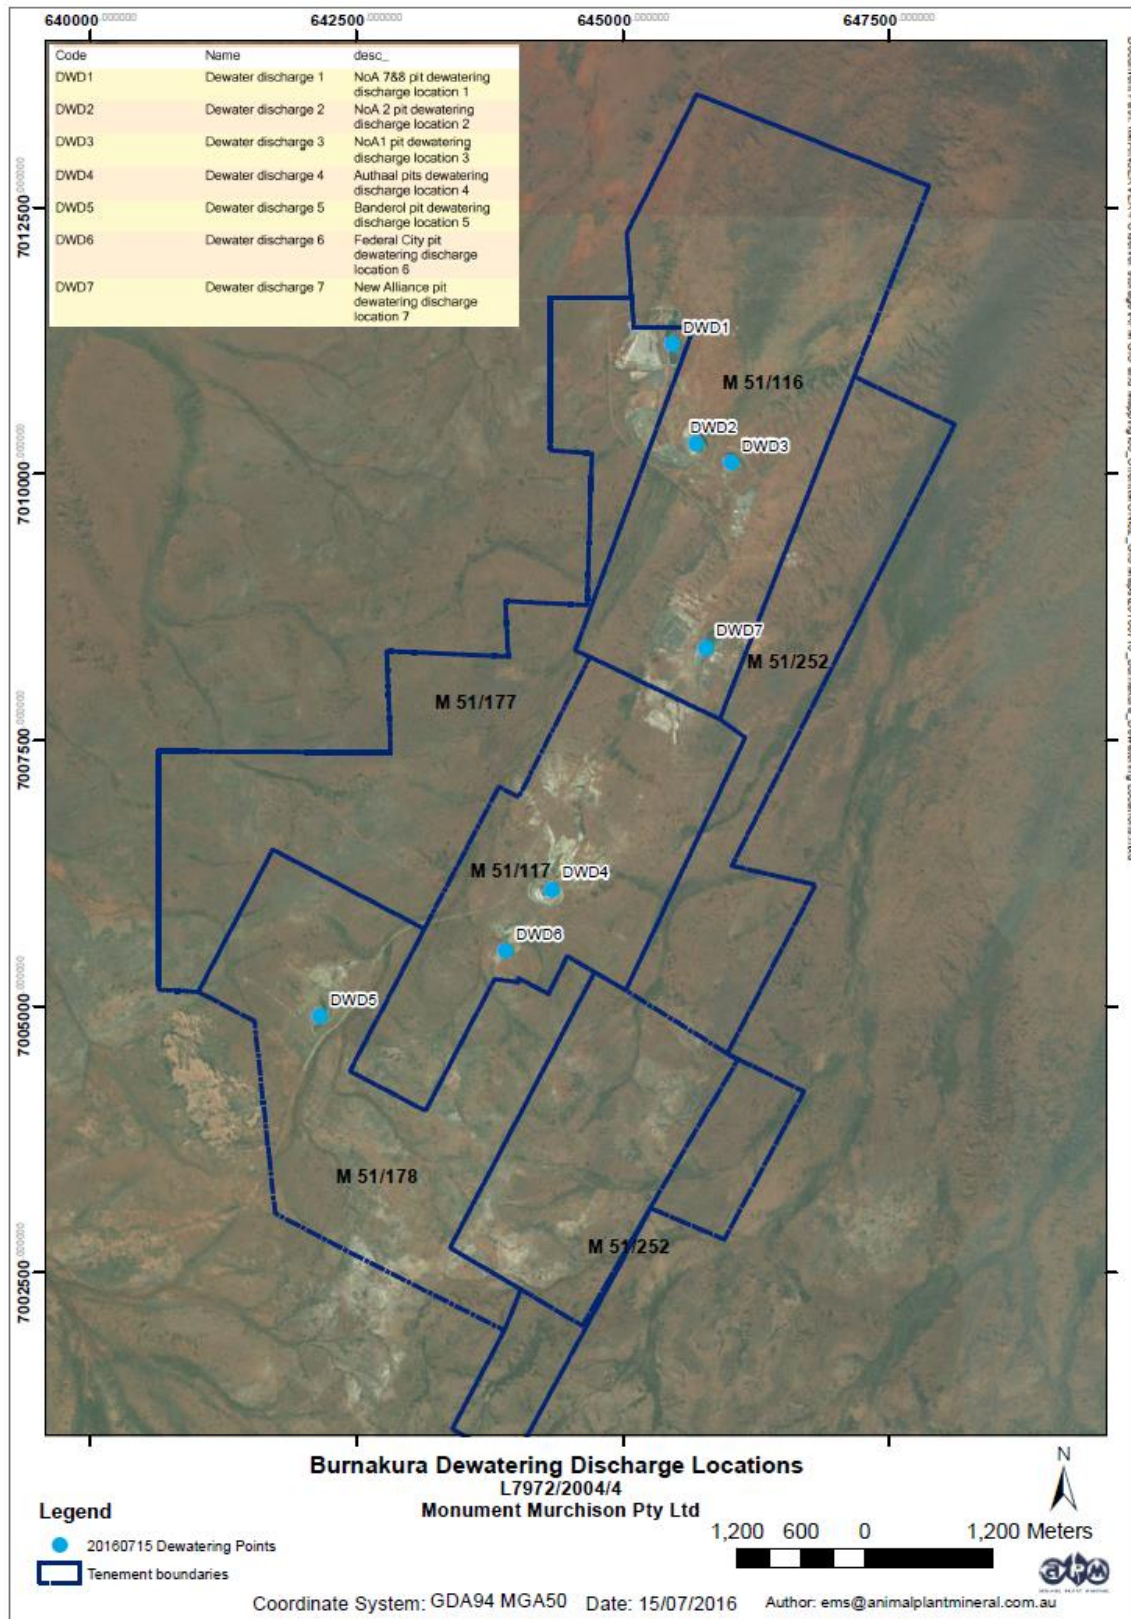 640000.000000 642500.000000 645000.000000 647500.000000
Code Name desc_
DWD1 Dewater discharge 1 NoA 7&8 pit dewatering
discharge location 1
DWD2 Dewater discharge 2 NoA 2 pit dewatering
discharge location 2
DWD3 Dewater discharge 3 NoA1 pit dewatering
discharge location 3
DWD4 Dewater discharge 4 Authaal pits dewatering
discharge location 4
DWD5 Dewater discharge 5 Banderol pit dewatering
discharge location 5
DWD6 Dewater discharge 6 Federal City pit
dewatering discharge
location 6
DWD7 Dewater discharge 7 New Alliance pit
dewatering discharge
location 7
7012500.000000
7010000.000000
7007500.000000
7005000.000000
7002500.000000
DWD1
M 51/116
DWD2
DWD3
DWD7
M 51/252
M 51/177
M 51/117
DWD4
DWD6
DWD5
M 51/178
M 51/252
Burnakura Dewatering Discharge Locations
L7972/2004/4
Monument Murchison Pty Ltd
N
Legend
20160715 Dewatering Points
Tenement boundaries
1,200 600 0 1,200 Meters
apm
Coordinate System: GDA94 MGA50 Date: 15/07/2016 Author: ems@animalplantmineral.com.au